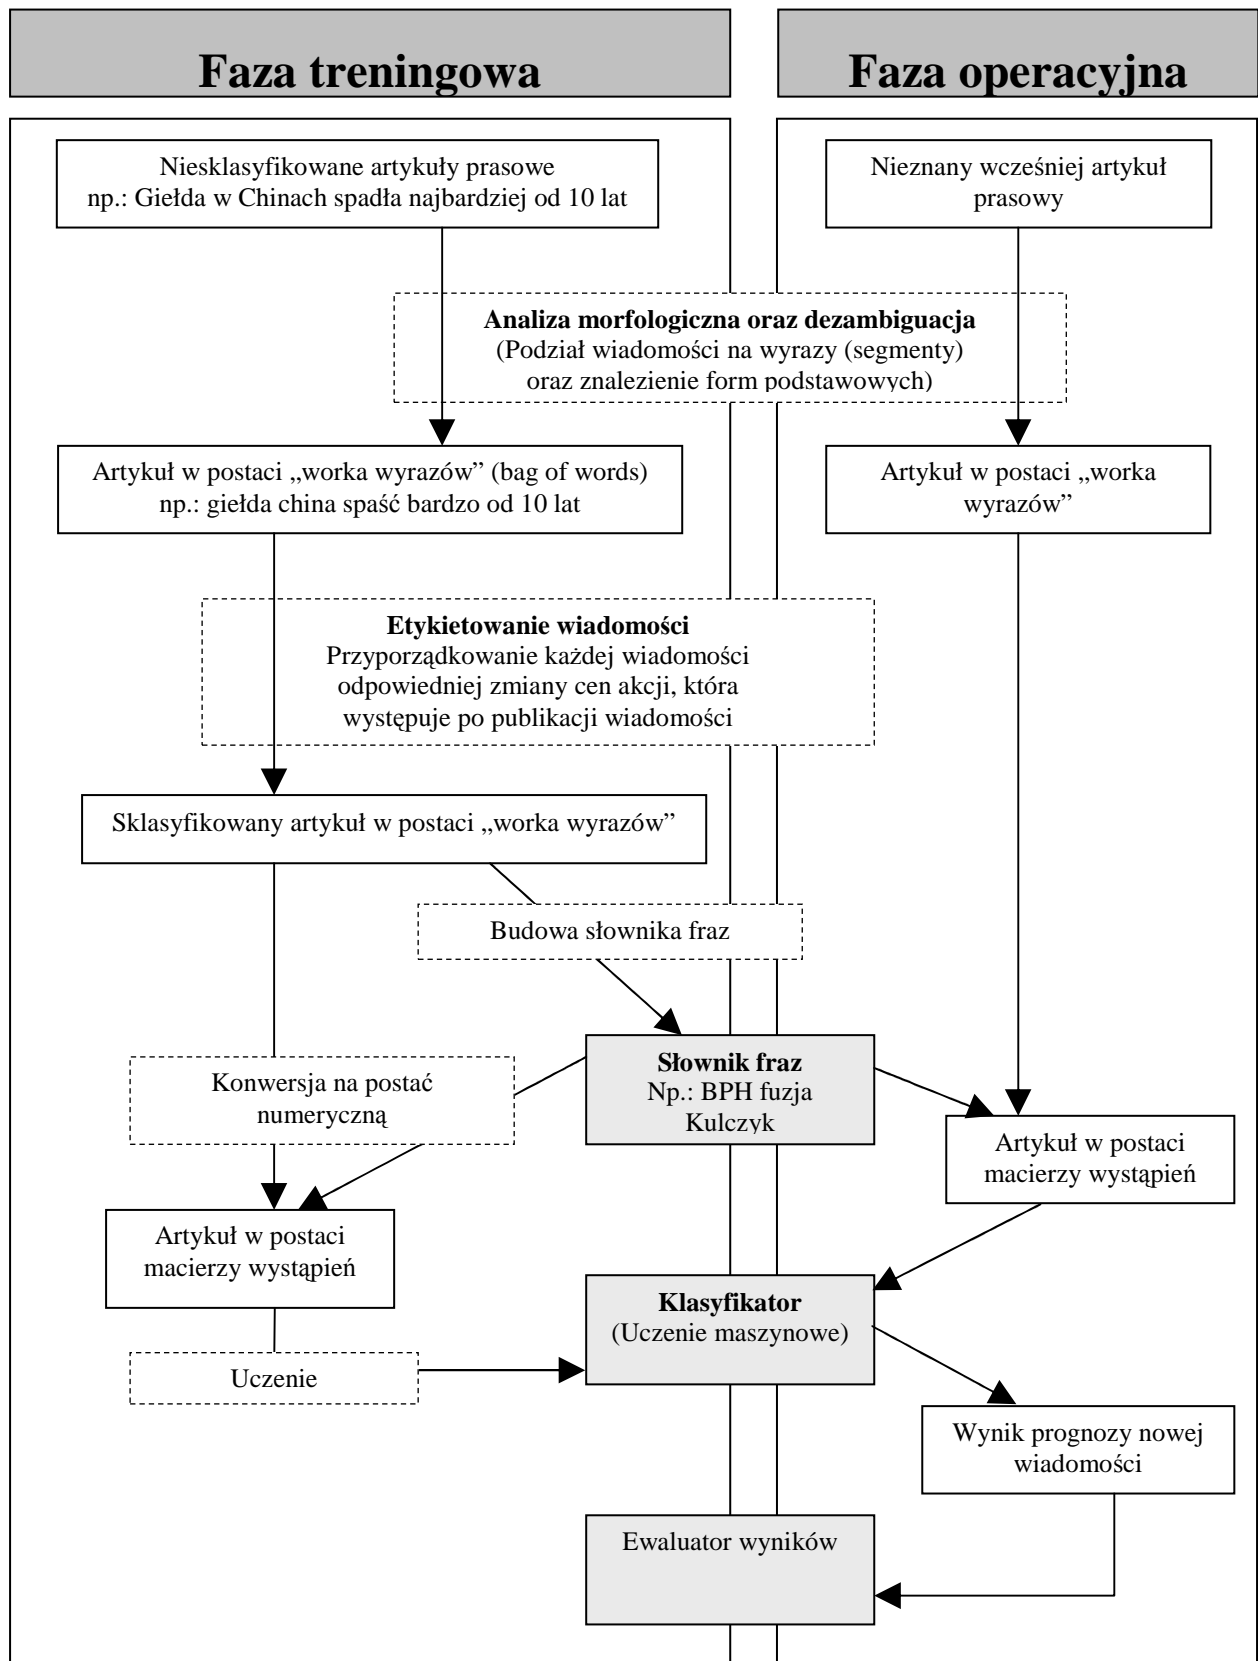 Faza treningowa
Faza operacyjna
Niesklasyfikowane artykuły prasowe
np.: Giełda w Chinach spadła najbardziej od 10 lat
Nieznany wcześniej artykuł
prasowy
Analiza morfologiczna oraz dezambiguacja
(Podział wiadomości na wyrazy (segmenty)
oraz znalezienie form podstawowych)
Artykuł w postaci „worka wyrazów” (bag of words)
np.: giełda china spaść bardzo od 10 lat
Artykuł w postaci „worka
wyrazów”
Etykietowanie wiadomości
Przyporządkowanie każdej wiadomości
odpowiedniej zmiany cen akcji, która
występuje po publikacji wiadomości
Sklasyfikowany artykuł w postaci „worka wyrazów”
Budowa słownika fraz
Słownik fraz
Np.: BPH fuzja
Kulczyk
Konwersja na postać
numeryczną
Artykuł w postaci
macierzy wystąpień
Artykuł w postaci
macierzy wystąpień
Klasyfikator
(Uczenie maszynowe)
Uczenie
Wynik prognozy nowej
wiadomości
Ewaluator wyników